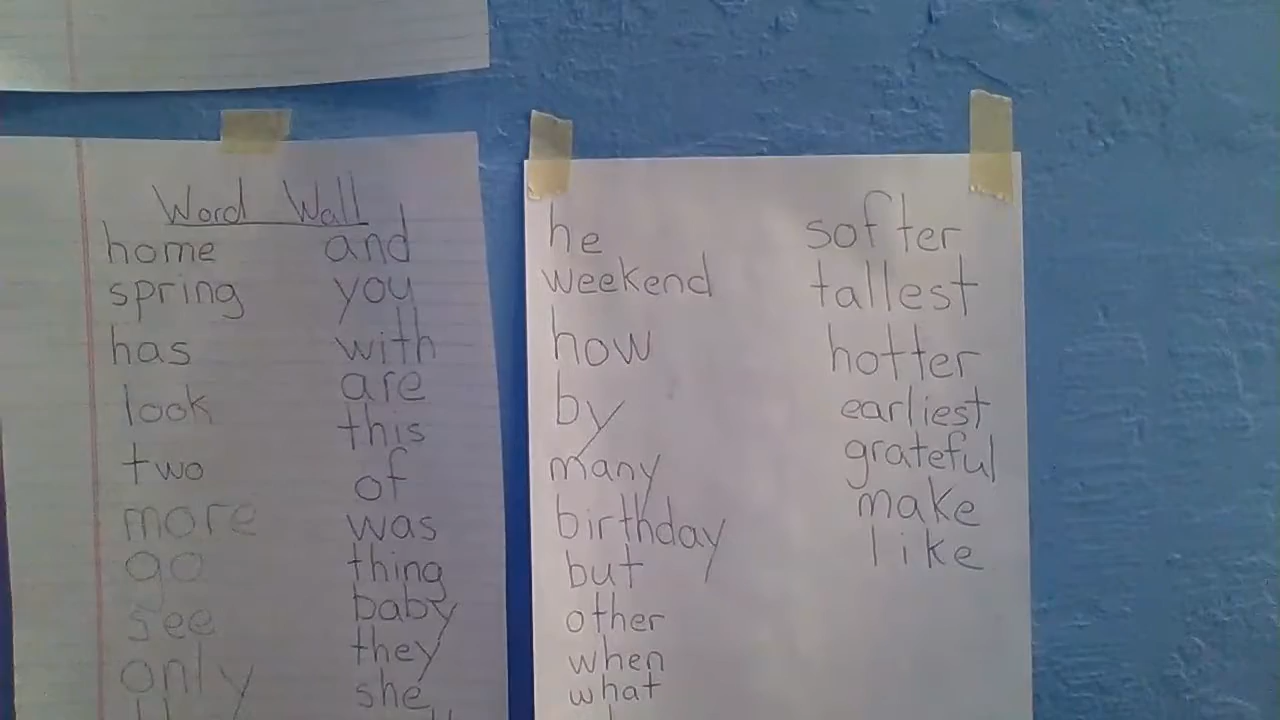 Word Wall
home
spring
has
look
two
more
go
see
only
and
you
with
are
this
of
was
thing
baby
they
she
he
weekend
how
by
many
birthday
but
other
when
what
softer
tallest
hotter
earliest
grateful
make
like